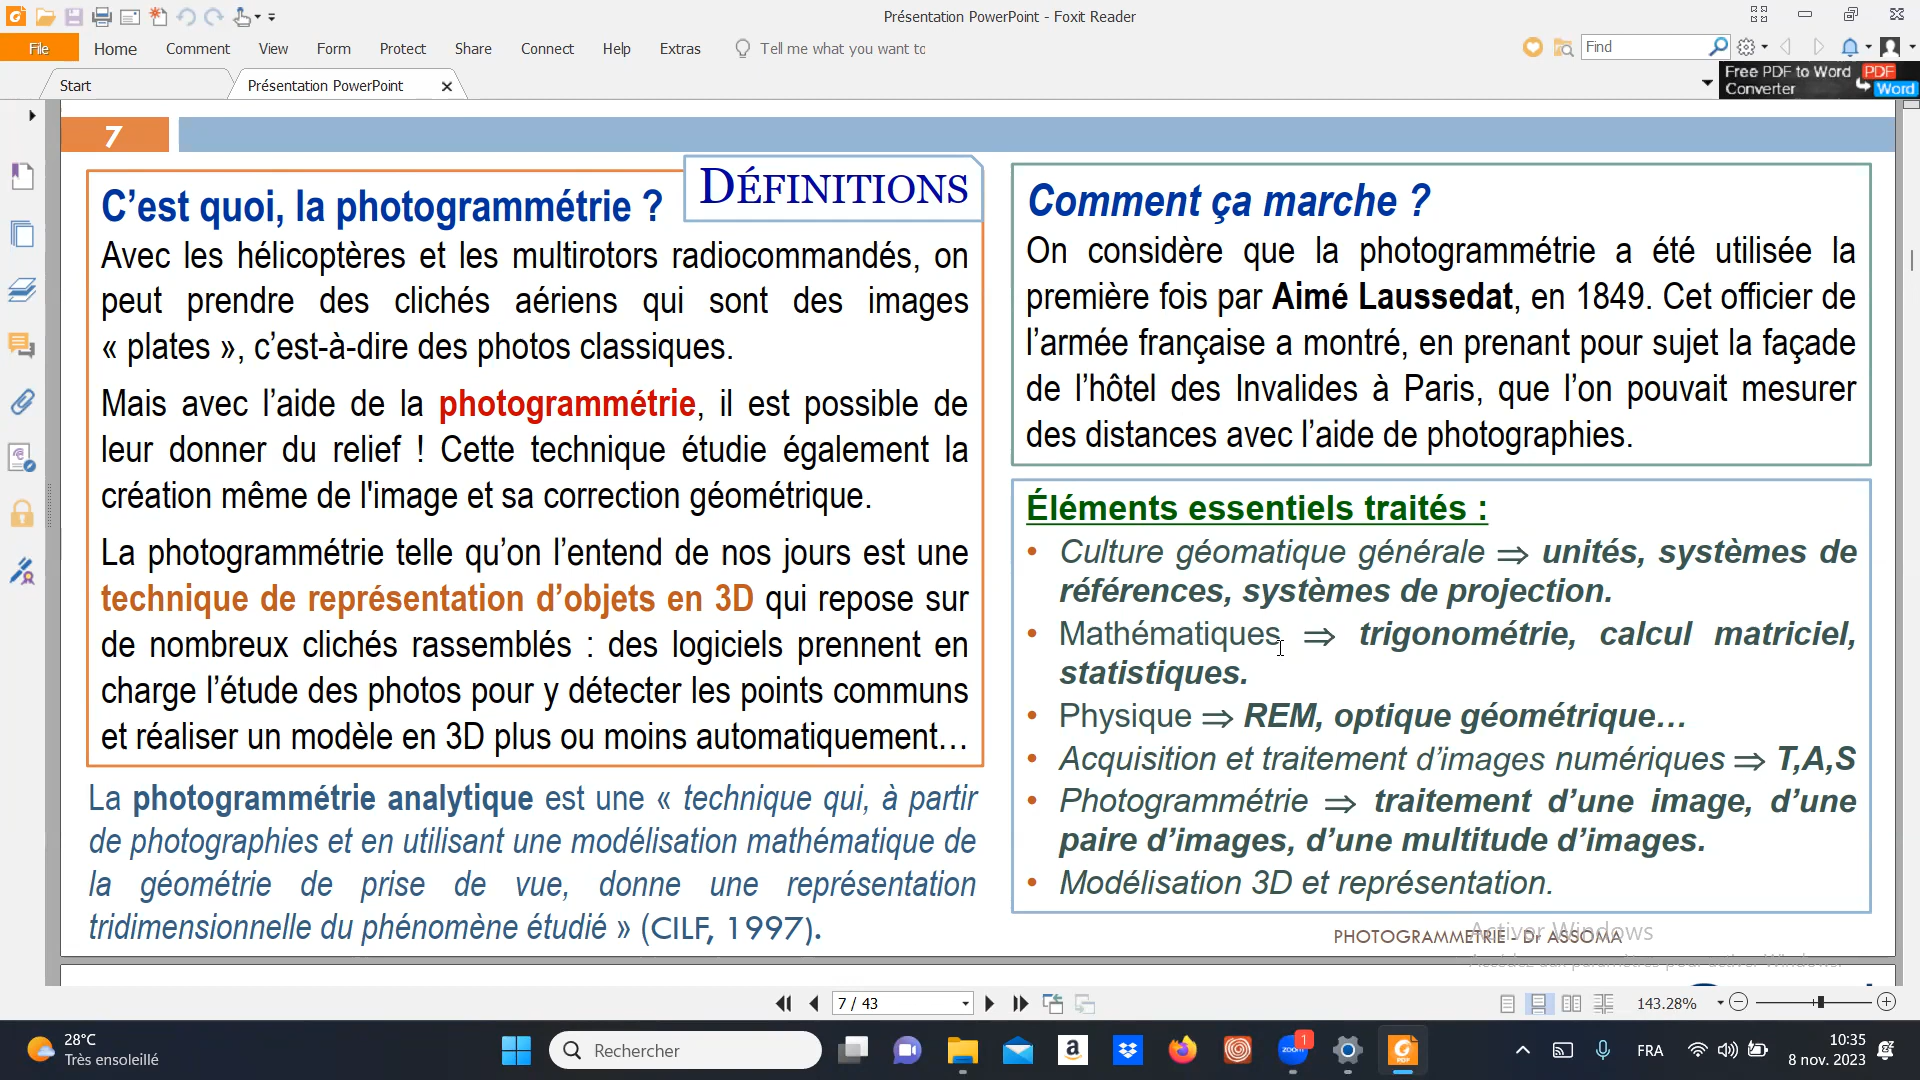 Présentation PowerPoint - Foxit Reader
File Home Comment View Form Protect Share Connect Help Extras Tell me what you want to
Find
Start Présentation PowerPoint
Free PDF to Word PDF
Converter Word
7
DÉFINITIONS
C’est quoi, la photogrammétrie ?
Avec les hélicoptères et les multirotors radiocommandés, on
peut prendre des clichés aériens qui sont des images
« plates », c’est-à-dire des photos classiques.
Mais avec l’aide de la photogrammétrie, il est possible de
leur donner du relief ! Cette technique étudie également la
création même de l'image et sa correction géométrique.
La photogrammétrie telle qu’on l’entend de nos jours est une
technique de représentation d’objets en 3D qui repose sur
de nombreux clichés rassemblés : des logiciels prennent en
charge l’étude des photos pour y détecter les points communs
et réaliser un modèle en 3D plus ou moins automatiquement…
La photogrammétrie analytique est une « technique qui, à partir
de photographies et en utilisant une modélisation mathématique de
la géométrie de prise de vue, donne une représentation
tridimensionnelle du phénomène étudié » (CILF, 1997).
Comment ça marche ?
On considère que la photogrammétrie a été utilisée la
première fois par Aimé Laussedat, en 1849. Cet officier de
l’armée française a montré, en prenant pour sujet la façade
de l’hôtel des Invalides à Paris, que l’on pouvait mesurer
des distances avec l’aide de photographies.
Éléments essentiels traités :
• Culture géomatique générale ⇒ unités, systèmes de
références, systèmes de projection.
• Mathématiques ⇒ trigonométrie, calcul matriciel,
statistiques.
• Physique ⇒ REM, optique géométrique…
• Acquisition et traitement d’images numériques ⇒ T,A,S
• Photogrammétrie ⇒ traitement d’une image, d’une
paire d’images, d’une multitude d’images.
• Modélisation 3D et représentation.
PHOTOGRAMMETRIE - Dr ASSOMA
Activer Windows
7 / 43
143.28%
28°C
Très ensoleillé
Rechercher
zoom
1
FRA
10:35
8 nov. 2023